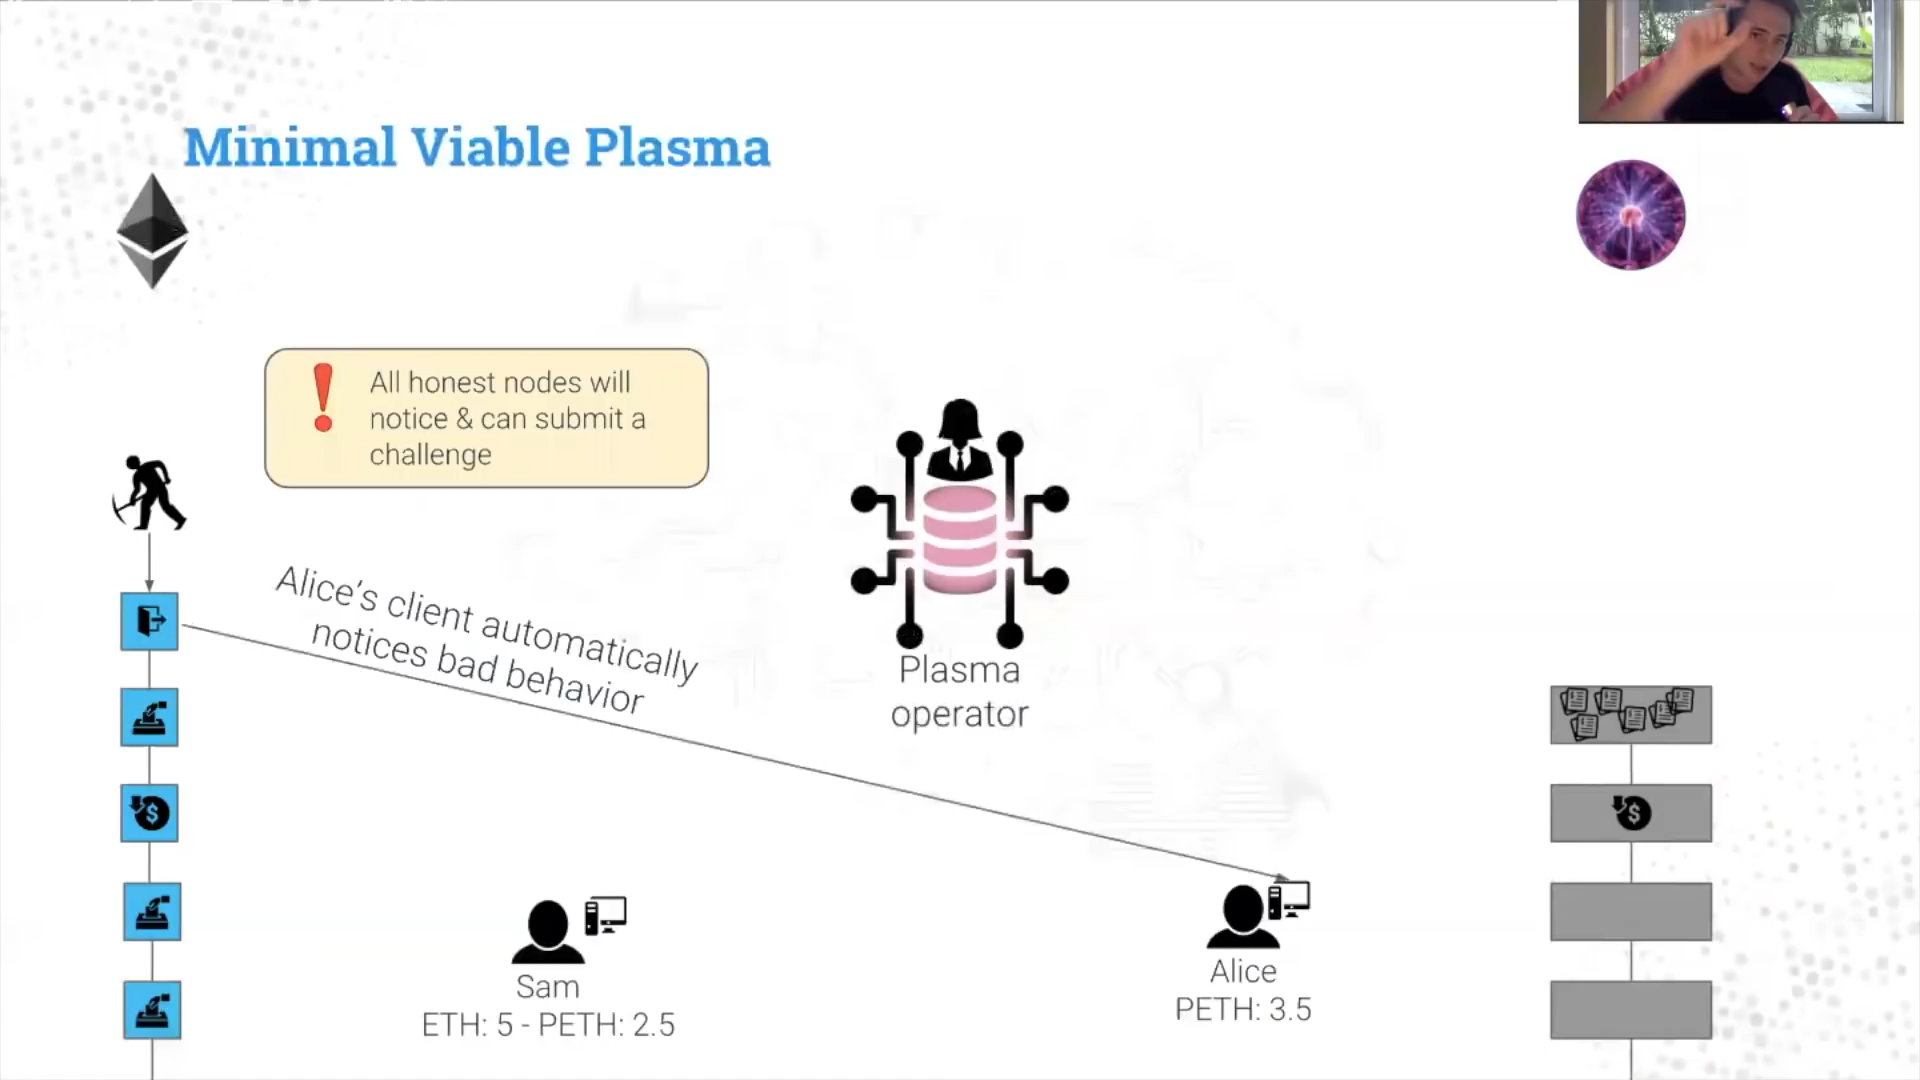 Minimal Viable Plasma
All honest nodes will
notice & can submit a
challenge
Alice's client automatically
notices bad behavior
Plasma
operator
Sam
ETH: 5 - PETH: 2.5
Alice
PETH: 3.5